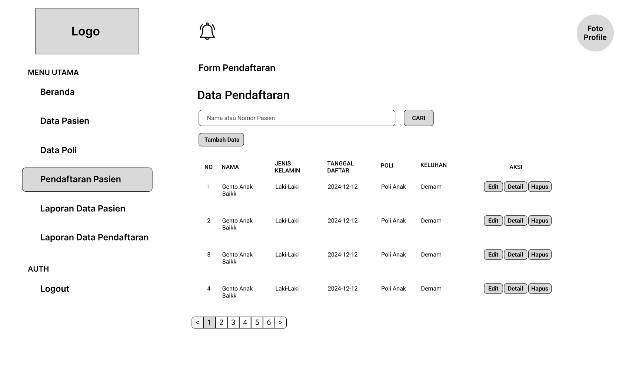 Logo
Foto
Profile
MENU UTAMA
Beranda
Data Pasien
Data Poli
Pendaftaran Pasien
Laporan Data Pasien
Laporan Data Pendaftaran
AUTH
Logout
Form Pendaftaran
Data Pendaftaran
Nama atau Nomor Pasien
CARI
Tambah Data
NO NAMA JENIS KELAMIN TANGGAL DAFTAR POLI KELUHAN AKSI
1 Gento Anak Baikk Laki-Laki 2024-12-12 Poli Anak Demam Edit Detail Hapus
2 Gento Anak Baikk Laki-Laki 2024-12-12 Poli Anak Demam Edit Detail Hapus
3 Gento Anak Baikk Laki-Laki 2024-12-12 Poli Anak Demam Edit Detail Hapus
4 Gento Anak Baikk Laki-Laki 2024-12-12 Poli Anak Demam Edit Detail Hapus
< 1 2 3 4 5 6 >